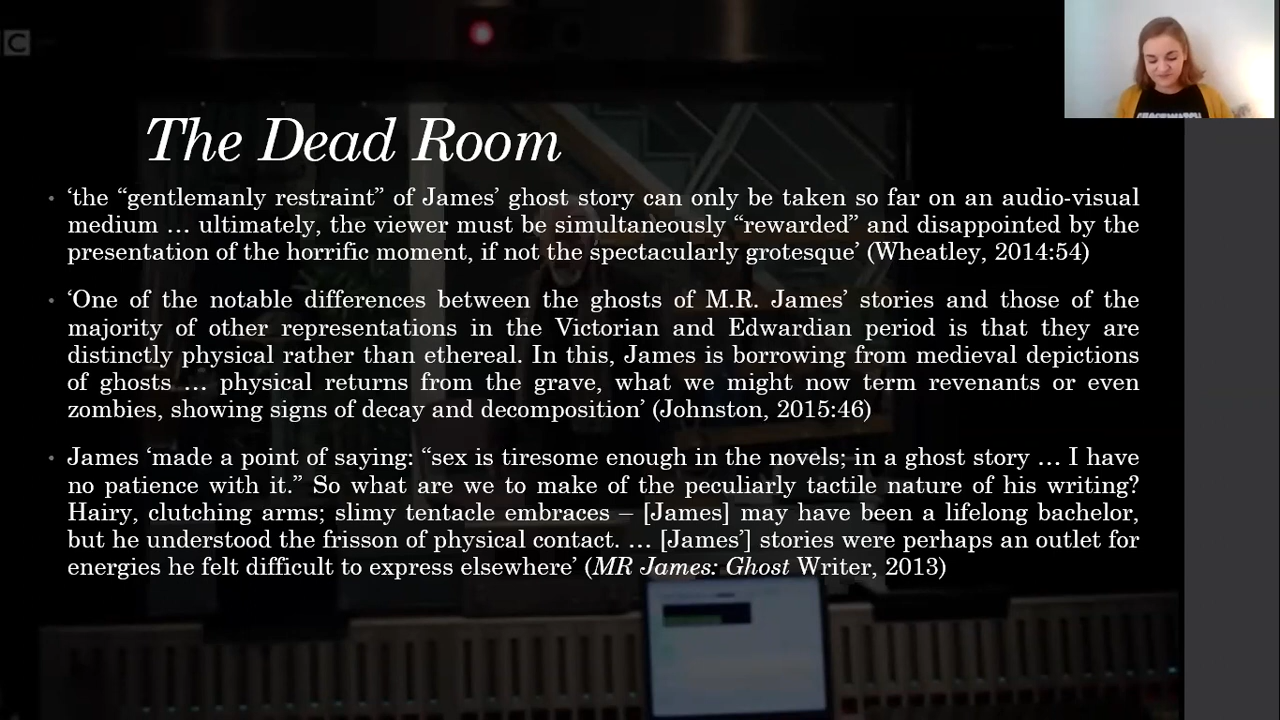 C
The Dead Room
‘the “gentlemanly restraint” of James’ ghost story can only be taken so far on an audio-visual
medium … ultimately, the viewer must be simultaneously “rewarded” and disappointed by the
presentation of the horrific moment, if not the spectacularly grotesque’ (Wheatley, 2014:54)
‘One of the notable differences between the ghosts of M.R. James’ stories and those of the
majority of other representations in the Victorian and Edwardian period is that they are
distinctly physical rather than ethereal. In this, James is borrowing from medieval depictions
of ghosts … physical returns from the grave, what we might now term revenants or even
zombies, showing signs of decay and decomposition’ (Johnston, 2015:46)
James ‘made a point of saying: “sex is tiresome enough in the novels; in a ghost story … I have
no patience with it.” So what are we to make of the peculiarly tactile nature of his writing?
Hairy, clutching arms; slimy tentacle embraces – [James] may have been a lifelong bachelor,
but he understood the frisson of physical contact. … [James’] stories were perhaps an outlet for
energies he felt difficult to express elsewhere’ (MR James: Ghost Writer, 2013)